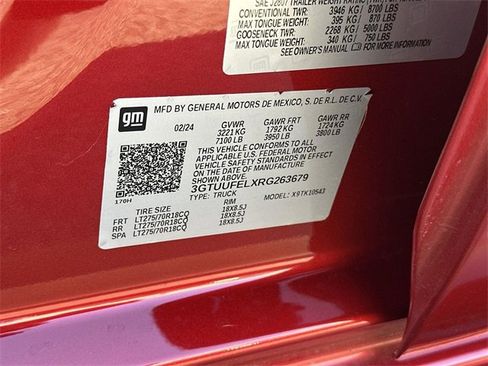 SAE J2807 TRAILER WEIGHT RATING
CONVENTIONAL TWR: 3946 KG / 8700 LBS
MAX TONGUE WEIGHT: 395 KG / 870 LBS
GOOSENECK TWR: 2268 KG / 5000 LBS
MAX TONGUE WEIGHT: 340 KG / 750 LBS
SEE OWNER'S MANUAL
gm
MFD BY GENERAL MOTORS DE MEXICO, S. DE R.L. DE C.V.
02/24 GVWR GAWR FRT GAWR RR
3221 KG 1792 KG 1724 KG
7100 LB 3950 LB 3800 LB
THIS VEHICLE CONFORMS TO ALL APPLICABLE
U.S. FEDERAL MOTOR
VEHICLE SAFETY STANDARDS IN EFFECT ON
THE DATE OF MANUFACTURE SHOWN ABOVE.
3GTUUFELXRG263679
170H TYPE: TRUCK MODEL: X9TK10543
TIRE SIZE RIM
FRT LT275/70R18CQ 18X8.5J
RR LT275/70R18CQ 18X8.5J
SPA LT275/70R18CQ 18X8.5J